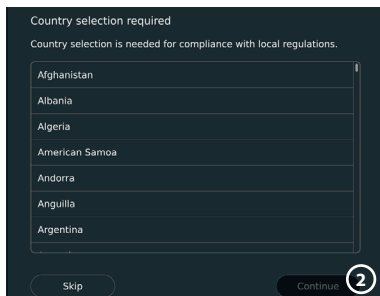 Country selection required
Country selection is needed for compliance with local regulations.
Afghanistan
Albania
Algeria
American Samoa
Andorra
Anguilla
Argentina
Skip
Continue
2